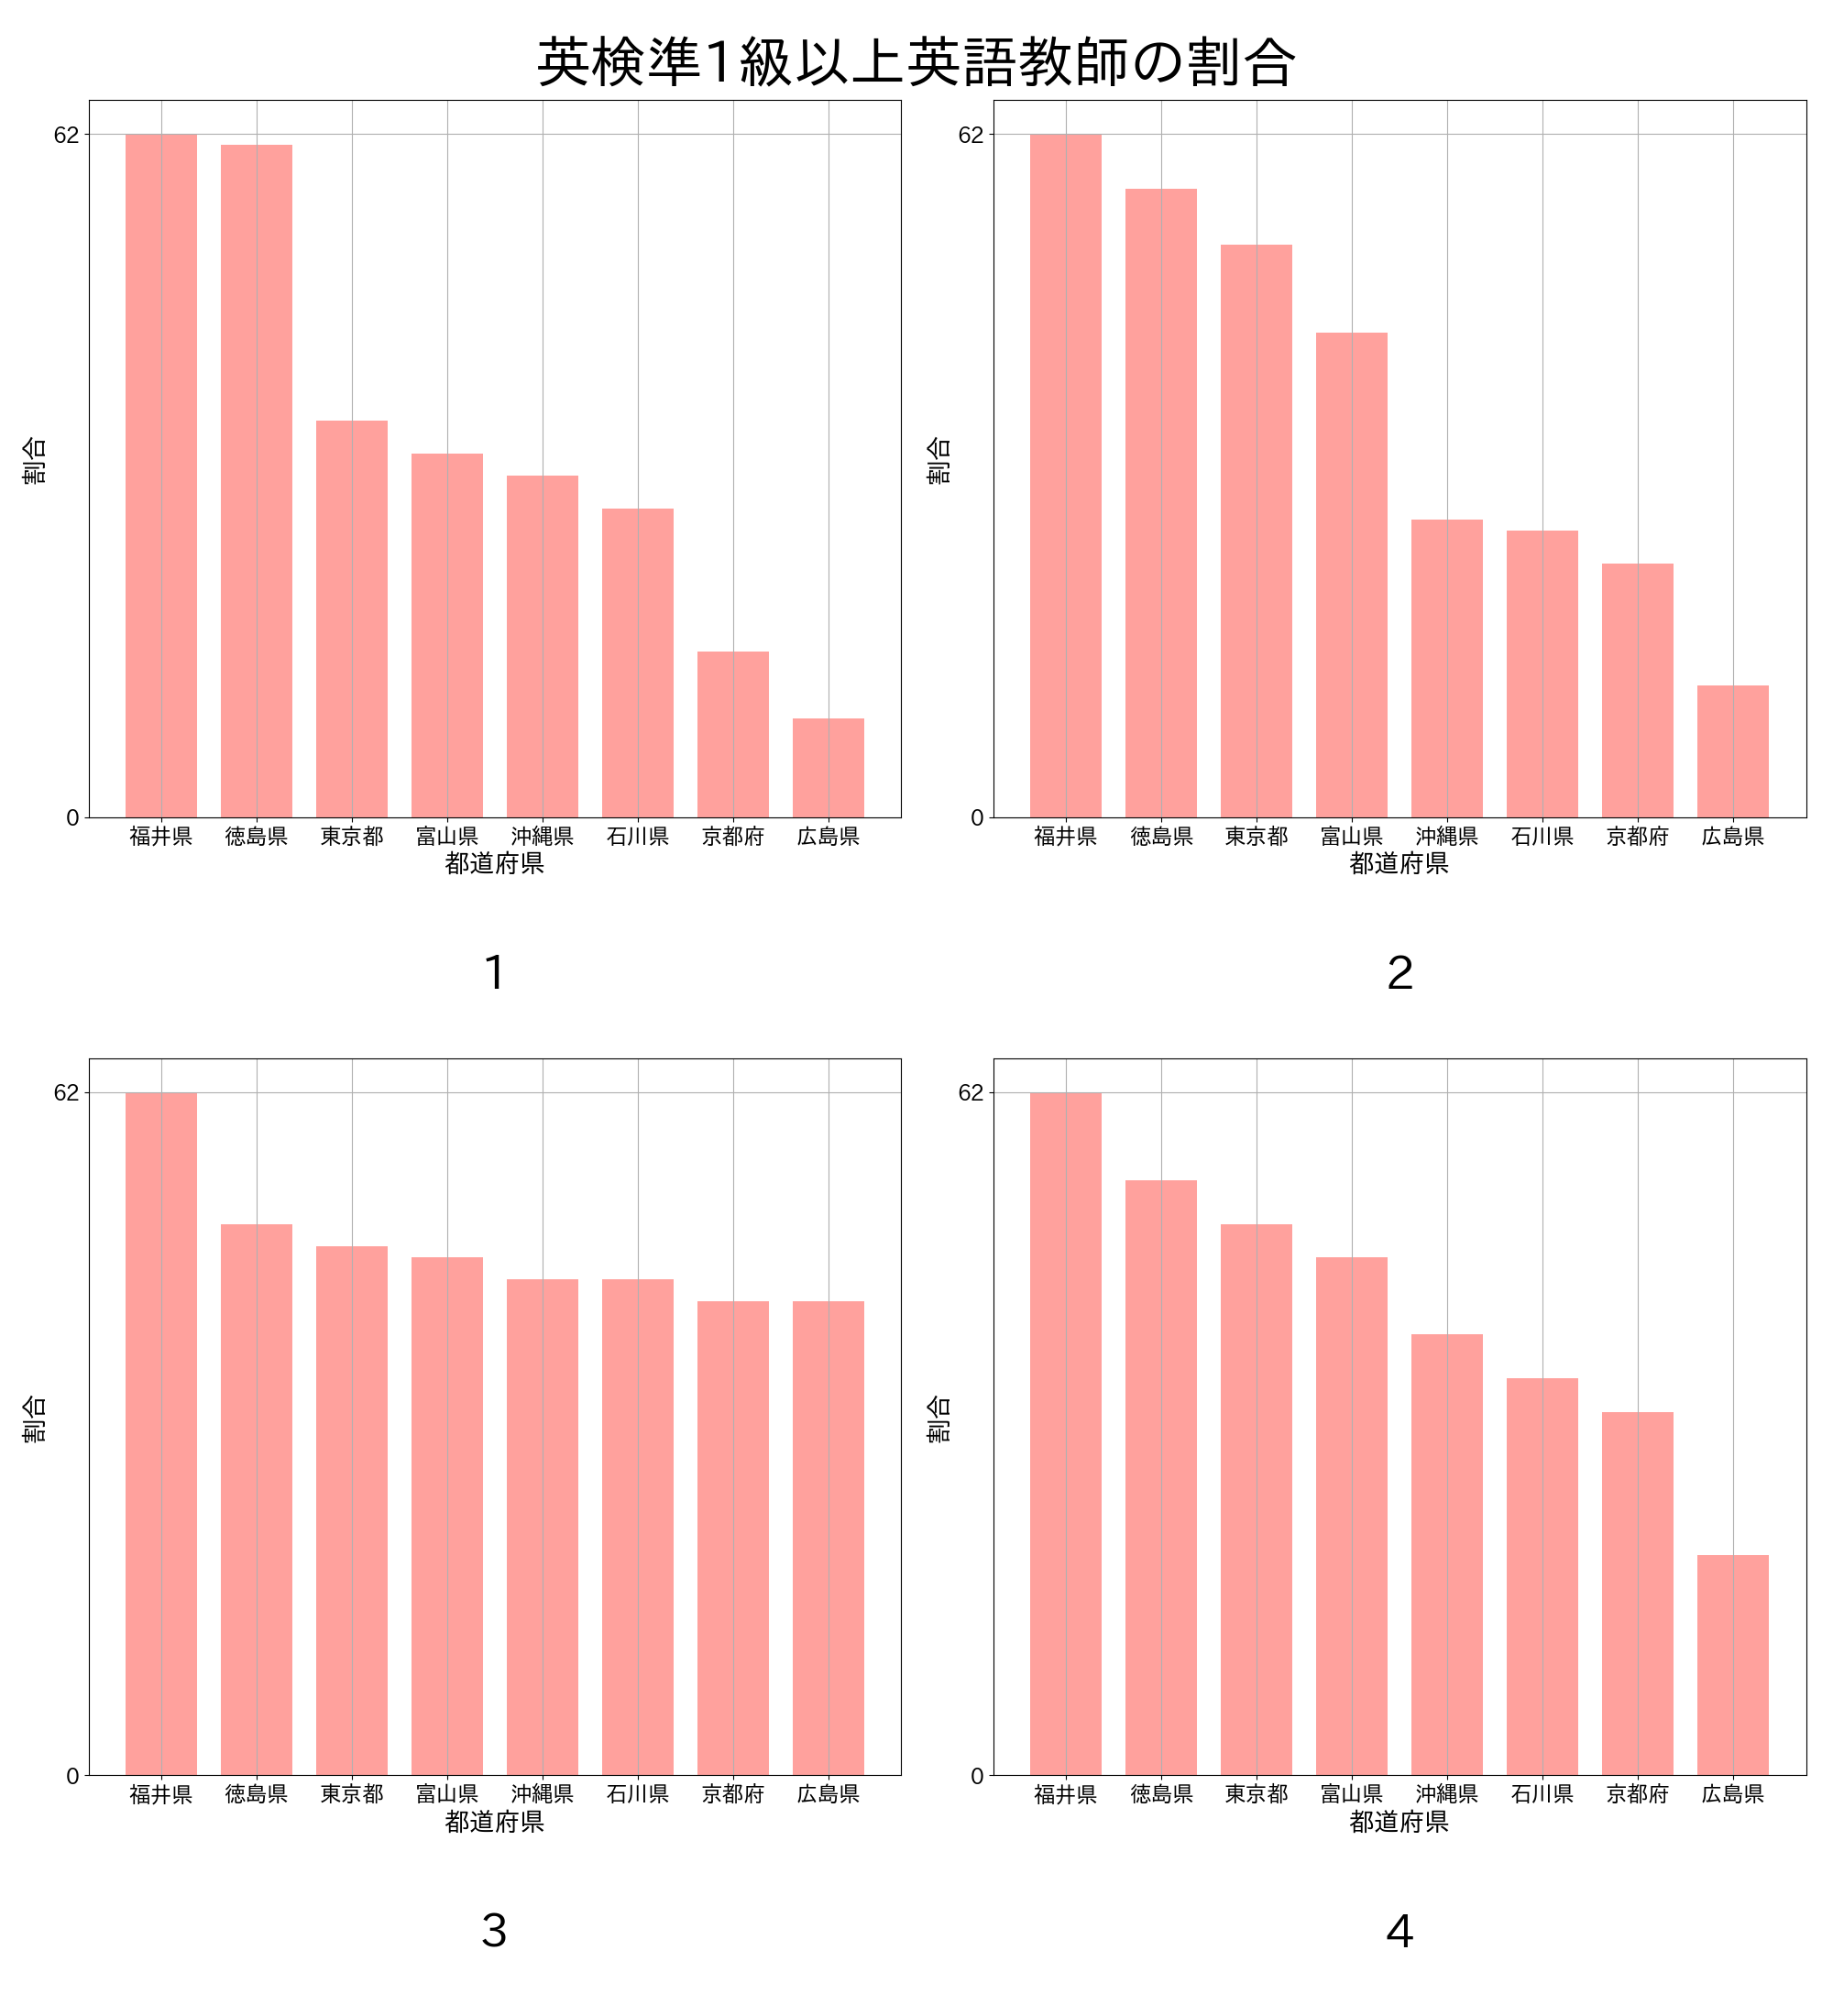 英検準1級以上英語教師の割合
62
0
割合
福井県 徳島県 東京都 富山県 沖縄県 石川県 京都府 広島県
都道府県
1
62
0
割合
福井県 徳島県 東京都 富山県 沖縄県 石川県 京都府 広島県
都道府県
2
62
0
割合
福井県 徳島県 東京都 富山県 沖縄県 石川県 京都府 広島県
都道府県
3
62
0
割合
福井県 徳島県 東京都 富山県 沖縄県 石川県 京都府 広島県
都道府県
4